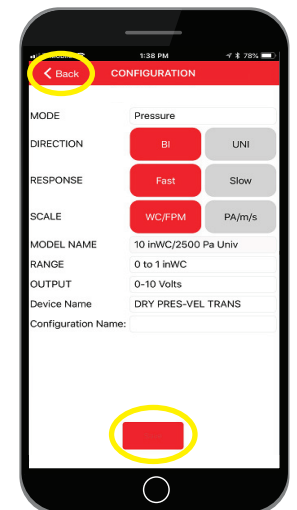 1:38 PM 78%
Back CONFIGURATION
MODE Pressure
DIRECTION BI UNI
RESPONSE Fast Slow
SCALE WC/FPM PA/m/s
MODEL NAME 10 inWC/2500 Pa Univ
RANGE 0 to 1 inWC
OUTPUT 0-10 Volts
Device Name DRY PRES-VEL TRANS
Configuration Name: